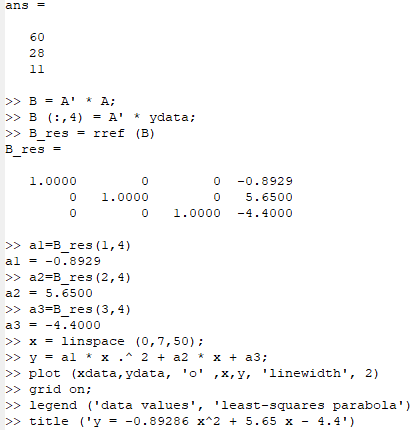 ans =
60
28
11
>> B = A' * A;
>> B (:,4) = A' * ydata;
>> B_res = rref (B)
B_res =
1.0000 0 0 -0.8929
0 1.0000 0 5.6500
0 0 1.0000 -4.4000
>> a1=B_res(1,4)
a1 = -0.8929
>> a2=B_res(2,4)
a2 = 5.6500
>> a3=B_res(3,4)
a3 = -4.4000
>> x = linspace (0,7,50);
>> y = a1 * x .^ 2 + a2 * x + a3;
>> plot (xdata,ydata, 'o' ,x,y, 'linewidth', 2)
>> grid on;
>> legend ('data values', 'least-squares parabola')
>> title ('y = -0.89286 x^2 + 5.65 x - 4.4')